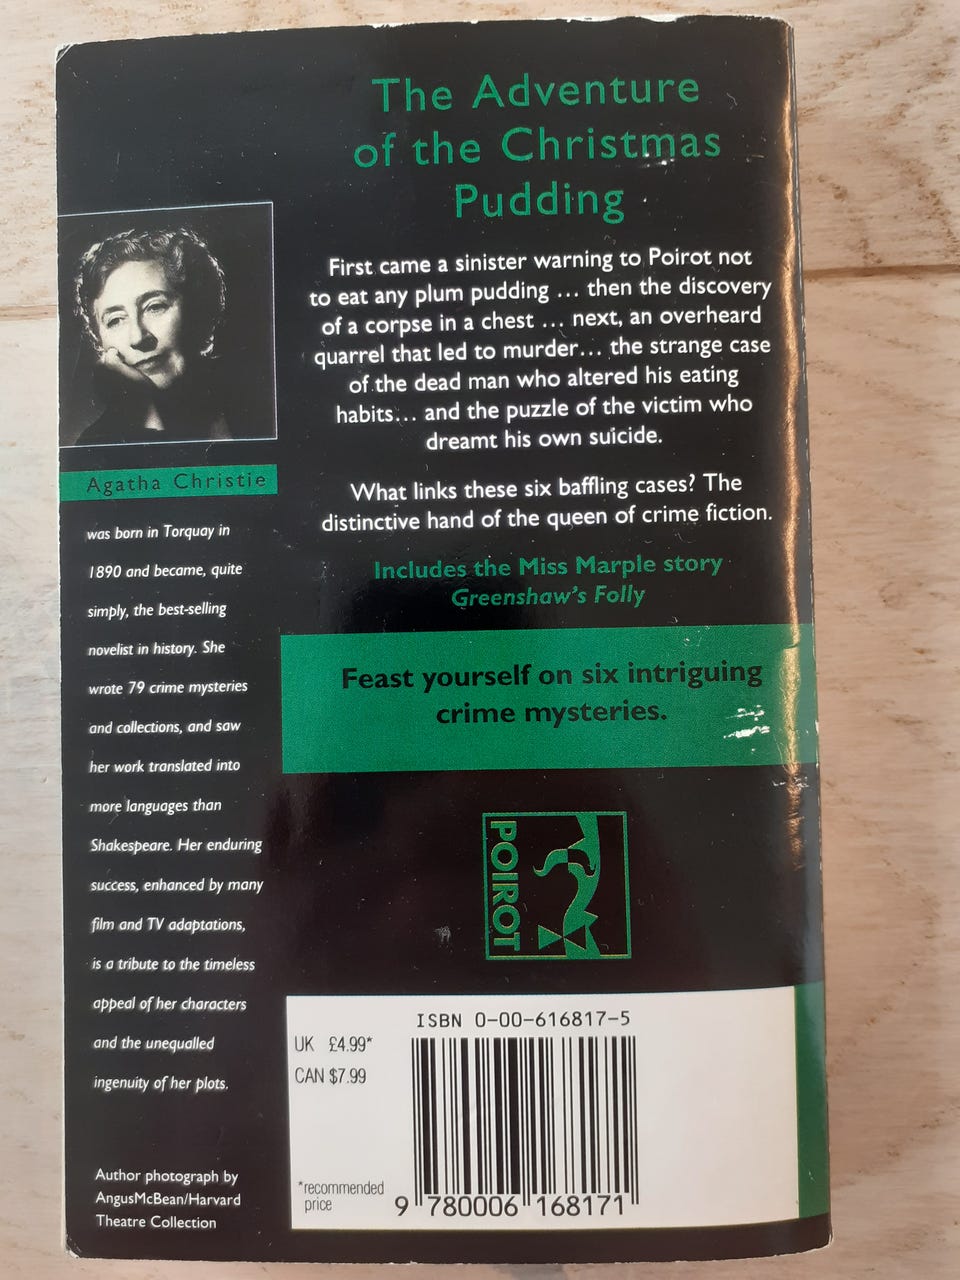 The Adventure
of the Christmas
Pudding
First came a sinister warning to Poirot not
to eat any plum pudding ... then the discovery
of a corpse in a chest ... next, an overheard
quarrel that led to murder... the strange case
of the dead man who altered his eating
habits... and the puzzle of the victim who
dreamt his own suicide.
What links these six baffling cases? The
distinctive hand of the queen of crime fiction.
Includes the Miss Marple story
Greenshaw's Folly
Feast yourself on six intriguing
crime mysteries.
Agatha Christie
was born in Torquay in
1890 and became, quite
simply, the best-selling
novelist in history. She
wrote 79 crime mysteries
and collections, and saw
her work translated into
more languages than
Shakespeare. Her enduring
success, enhanced by many
film and TV adaptations,
is a tribute to the timeless
appeal of her characters
and the unequalled
ingenuity of her plots.
Author photograph by
AngusMcBean/Harvard
Theatre Collection
POIROT
ISBN 0-00-616817-5
UK £4.99*
CAN $7.99
*recommended
price
9 780006 168171